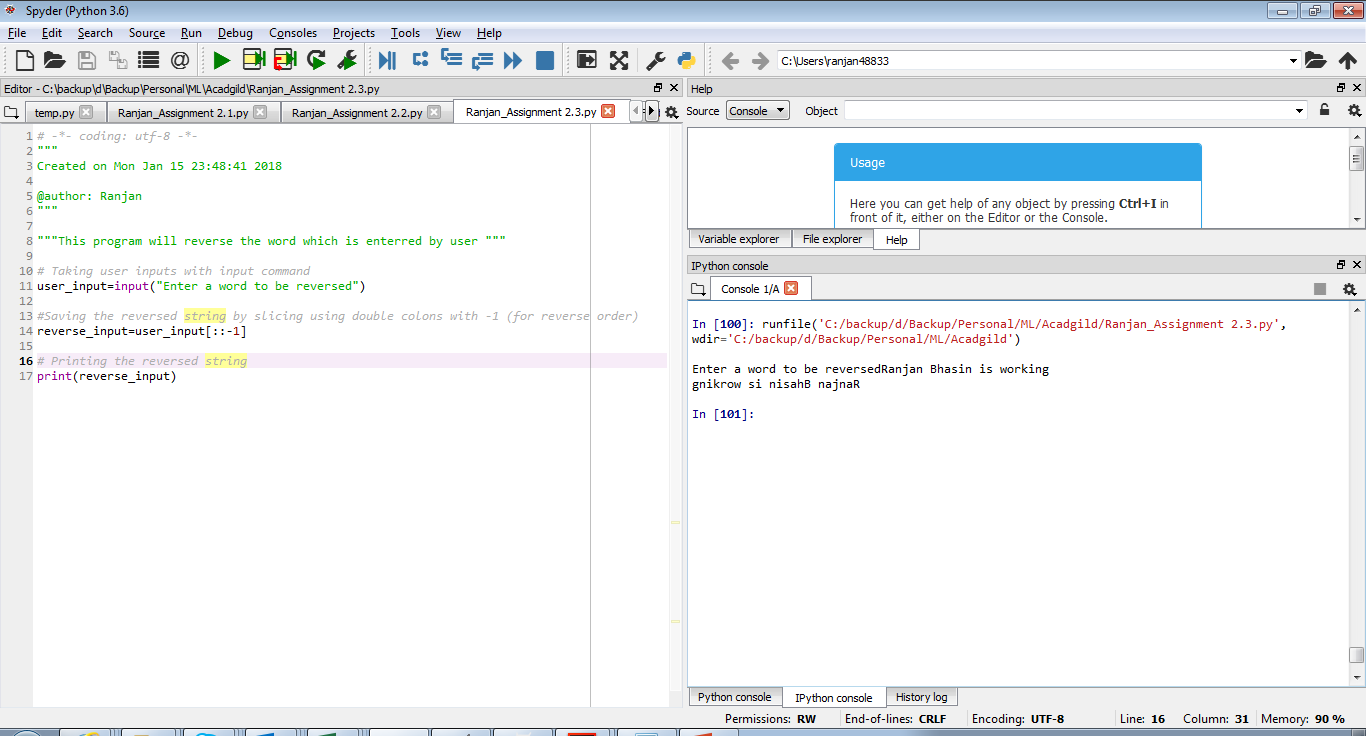 Spyder (Python 3.6)
File Edit Search Source Run Debug Consoles Projects Tools View Help
C:\Users\ranjan48833
Editor - C:\backup\d\Backup\Personal\ML\Acadgild\Ranjan_Assignment 2.3.py
temp.py Ranjan_Assignment 2.1.py Ranjan_Assignment 2.2.py Ranjan_Assignment 2.3.py
1 # -*- coding: utf-8 -*-
2 """
3 Created on Mon Jan 15 23:48:41 2018
4
5 @author: Ranjan
6 """
7
8 """This program will reverse the word which is enterred by user """
9
10 # Taking user inputs with input command
11 user_input=input("Enter a word to be reversed")
12
13 #Saving the reversed string by slicing using double colons with -1 (for reverse order)
14 reverse_input=user_input[::-1]
15
16 # Printing the reversed string
17 print(reverse_input)
Help
Source Console Object
Usage
Here you can get help of any object by pressing Ctrl+I in
front of it, either on the Editor or the Console.
Variable explorer File explorer Help
IPython console
Console 1/A
In [100]: runfile('C:/backup/d/Backup/Personal/ML/Acadgild/Ranjan_Assignment 2.3.py',
wdir='C:/backup/d/Backup/Personal/ML/Acadgild')
Enter a word to be reversedRanjan Bhasin is working
gnikrow si nisahB najnaR
In [101]:
Python console IPython console History log
Permissions: RW End-of-lines: CRLF Encoding: UTF-8 Line: 16 Column: 31 Memory: 90 %